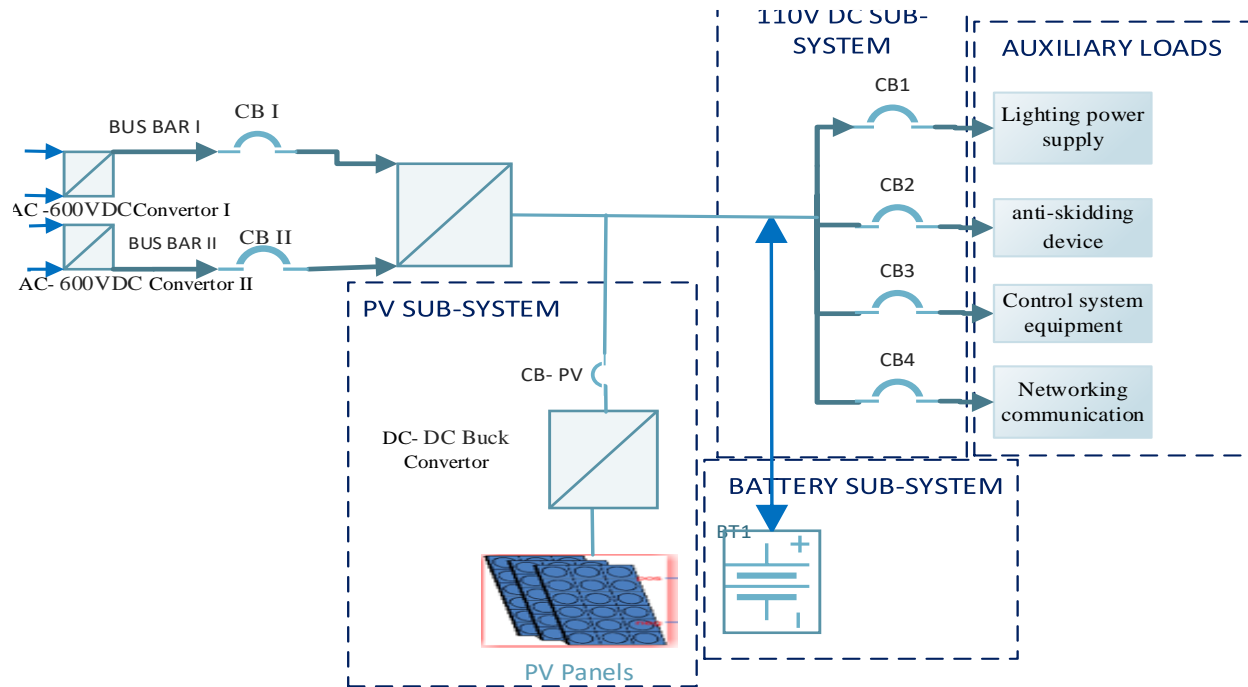 110V DC SUB-
SYSTEM
AUXILIARY LOADS
CB1
Lighting power
supply
CB I
BUS BAR I
AC -600VDC Convertor I
CB2
anti-skidding
device
CB II
BUS BAR II
AC- 600VDC Convertor II
CB3
Control system
equipment
PV SUB-SYSTEM
CB- PV
CB4
Networking
communication
DC- DC Buck
Convertor
BATTERY SUB-SYSTEM
BT1
PV Panels